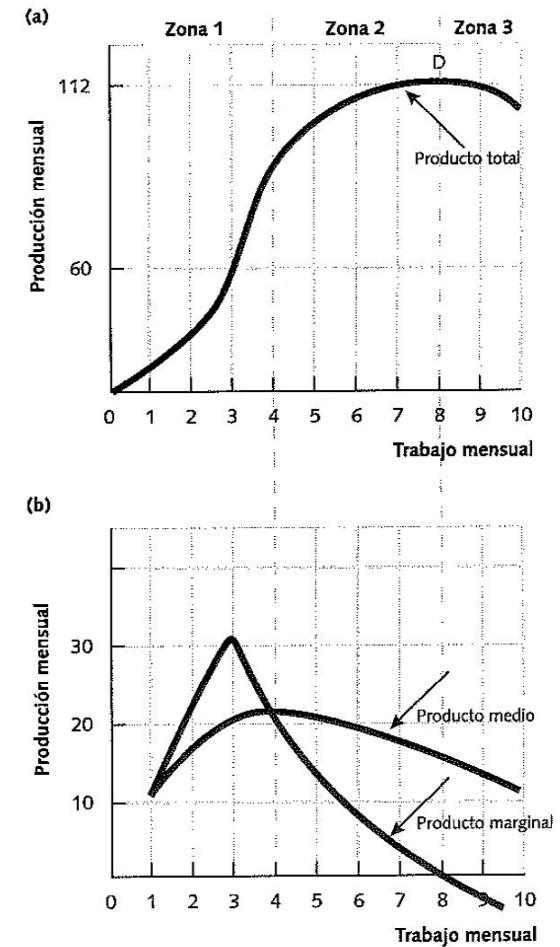 (a)
Zona 1 Zona 2 Zona 3
D
112
Producto total
Producción mensual
60
0 1 2 3 4 5 6 7 8 9 10
Trabajo mensual
(b)
30
Producto medio
20
Producción mensual
10
Producto marginal
0 1 2 3 4 5 6 7 8 9 10
Trabajo mensual